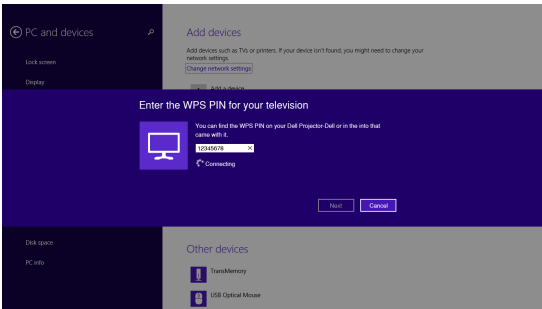 PC and devices
Lock screen
Display
Add devices
Add devices such as TVs or printers. If your device isn't found, you might need to change your
network settings.
Change network settings
Add a device
Enter the WPS PIN for your television
You can find the WPS PIN on your Dell Projector-Dell or in the into that
came with it.
12345678
Connecting
Next
Cancel
Disk space
PC info
Other devices
TransMemory
USB Optical Mouse